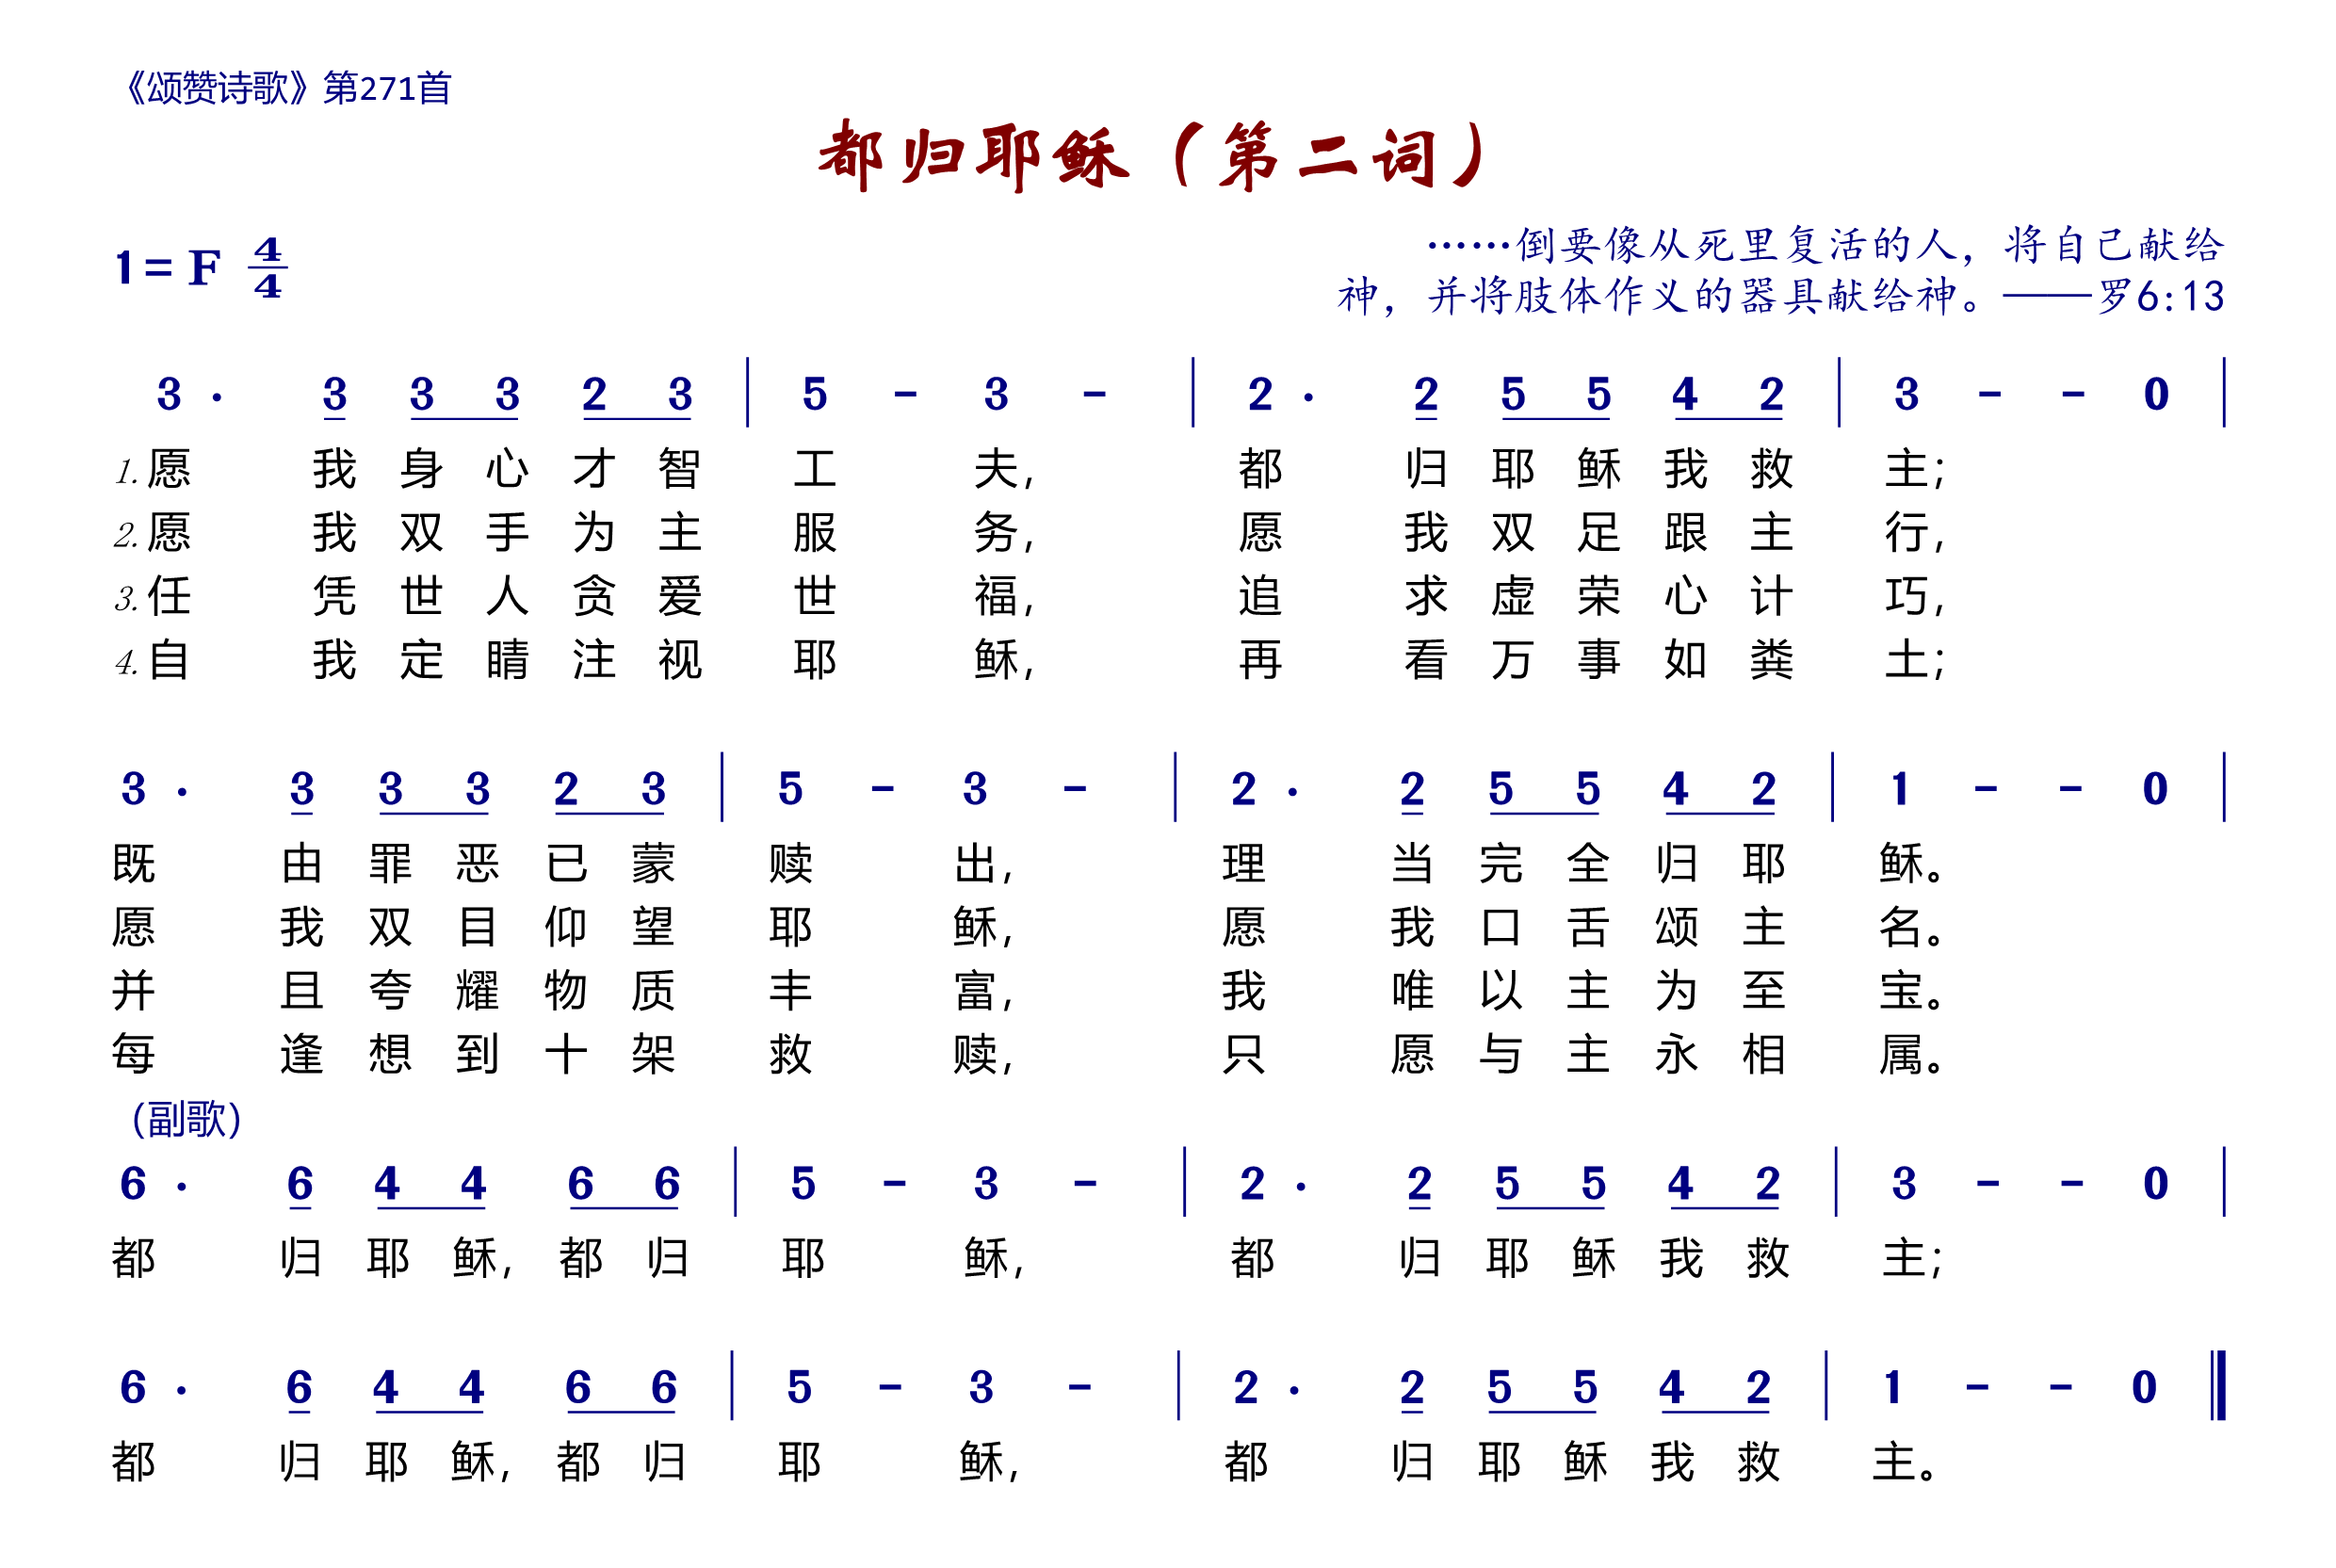 《颂赞诗歌》第271首
都归耶稣（第二词）
1=F 4/4
……倒要像从死里复活的人，将自己献给
神，并将肢体作义的器具献给神。——罗6:13
3 · 3 3 3 2 3 | 5 - 3 - | 2 · 2 5 5 4 2 | 3 - - 0 |
1.愿我身心才智工夫，都归耶稣我救主；
2.愿我双手为主服务，愿我双足跟主行，
3.任凭世人贪爱世福，追求虚荣心计巧，
4.自我定睛注视耶稣，再看万事如粪土；
3 · 3 3 3 2 3 | 5 - 3 - | 2 · 2 5 5 4 2 | 1 - - 0 |
既由罪恶已蒙赎出，理当完全归耶稣。
愿我双目仰望耶稣，愿我口舌颂主名。
并且夸耀物质丰富，我唯以主为至宝。
每逢想到十架救赎，只愿与主永相属。
（副歌）
6 · 6 4 4 6 6 | 5 - 3 - | 2 · 2 5 5 4 2 | 3 - - 0 |
都归耶稣，都归耶稣，都归耶稣我救主；
6 · 6 4 4 6 6 | 5 - 3 - | 2 · 2 5 5 4 2 | 1 - - 0 ‖
都归耶稣，都归耶稣，都归耶稣我救主。